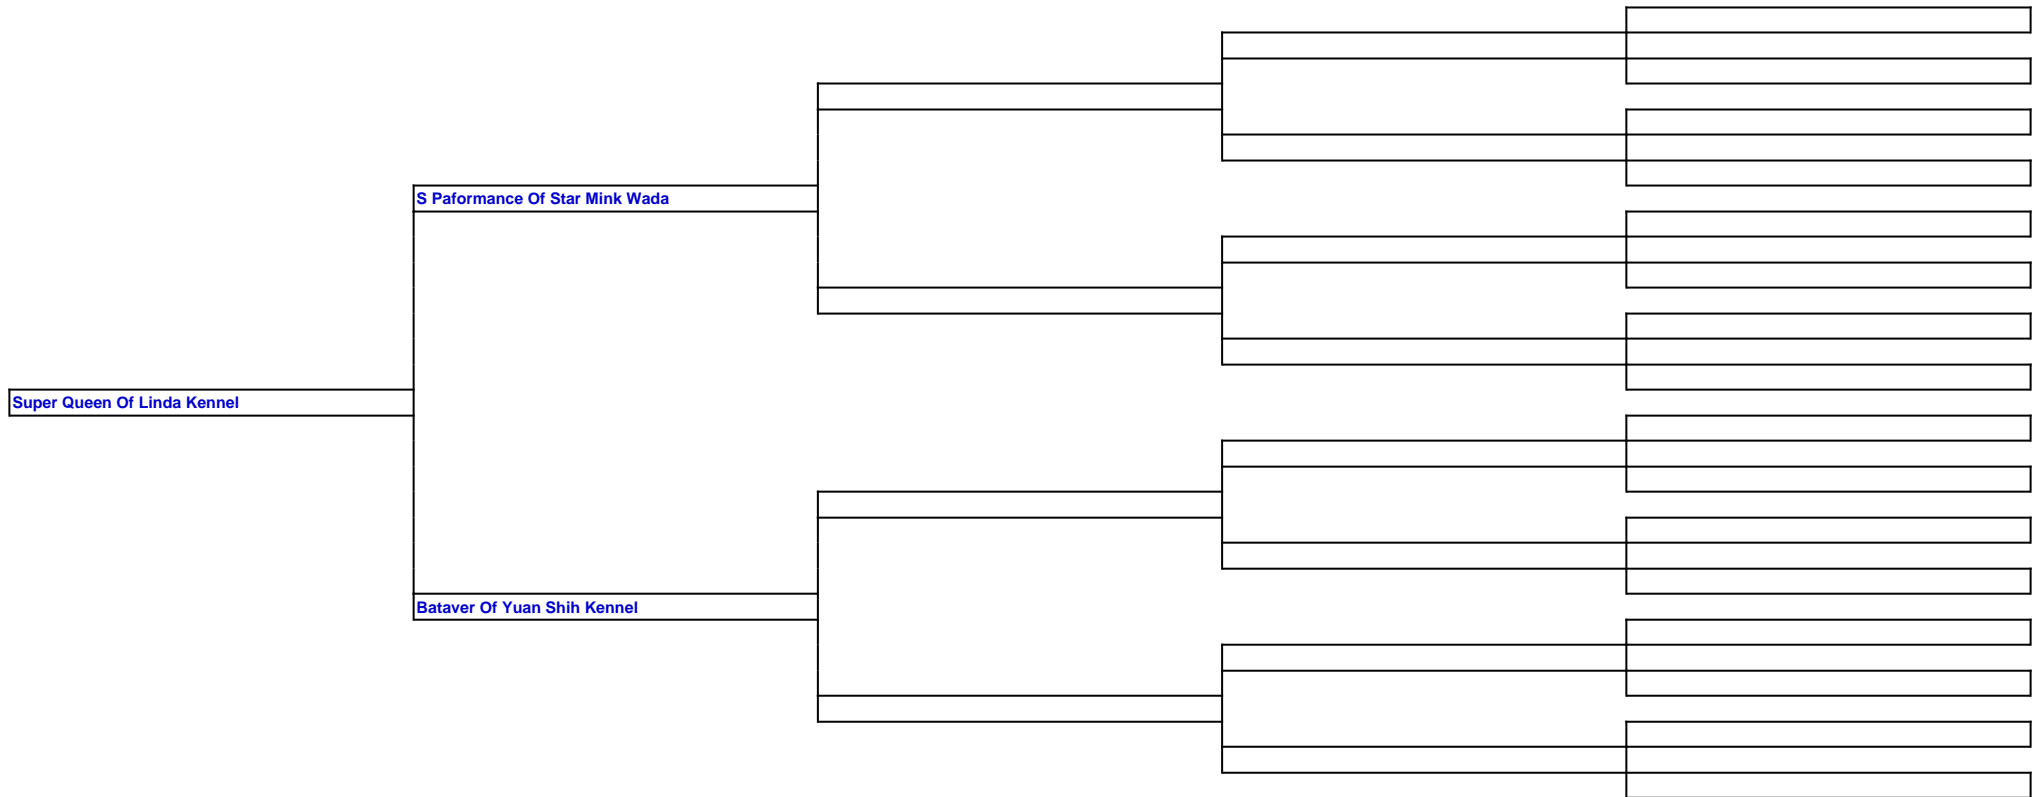 S Paformance Of Star Mink Wada
Super Queen Of Linda Kennel
Bataver Of Yuan Shih Kennel